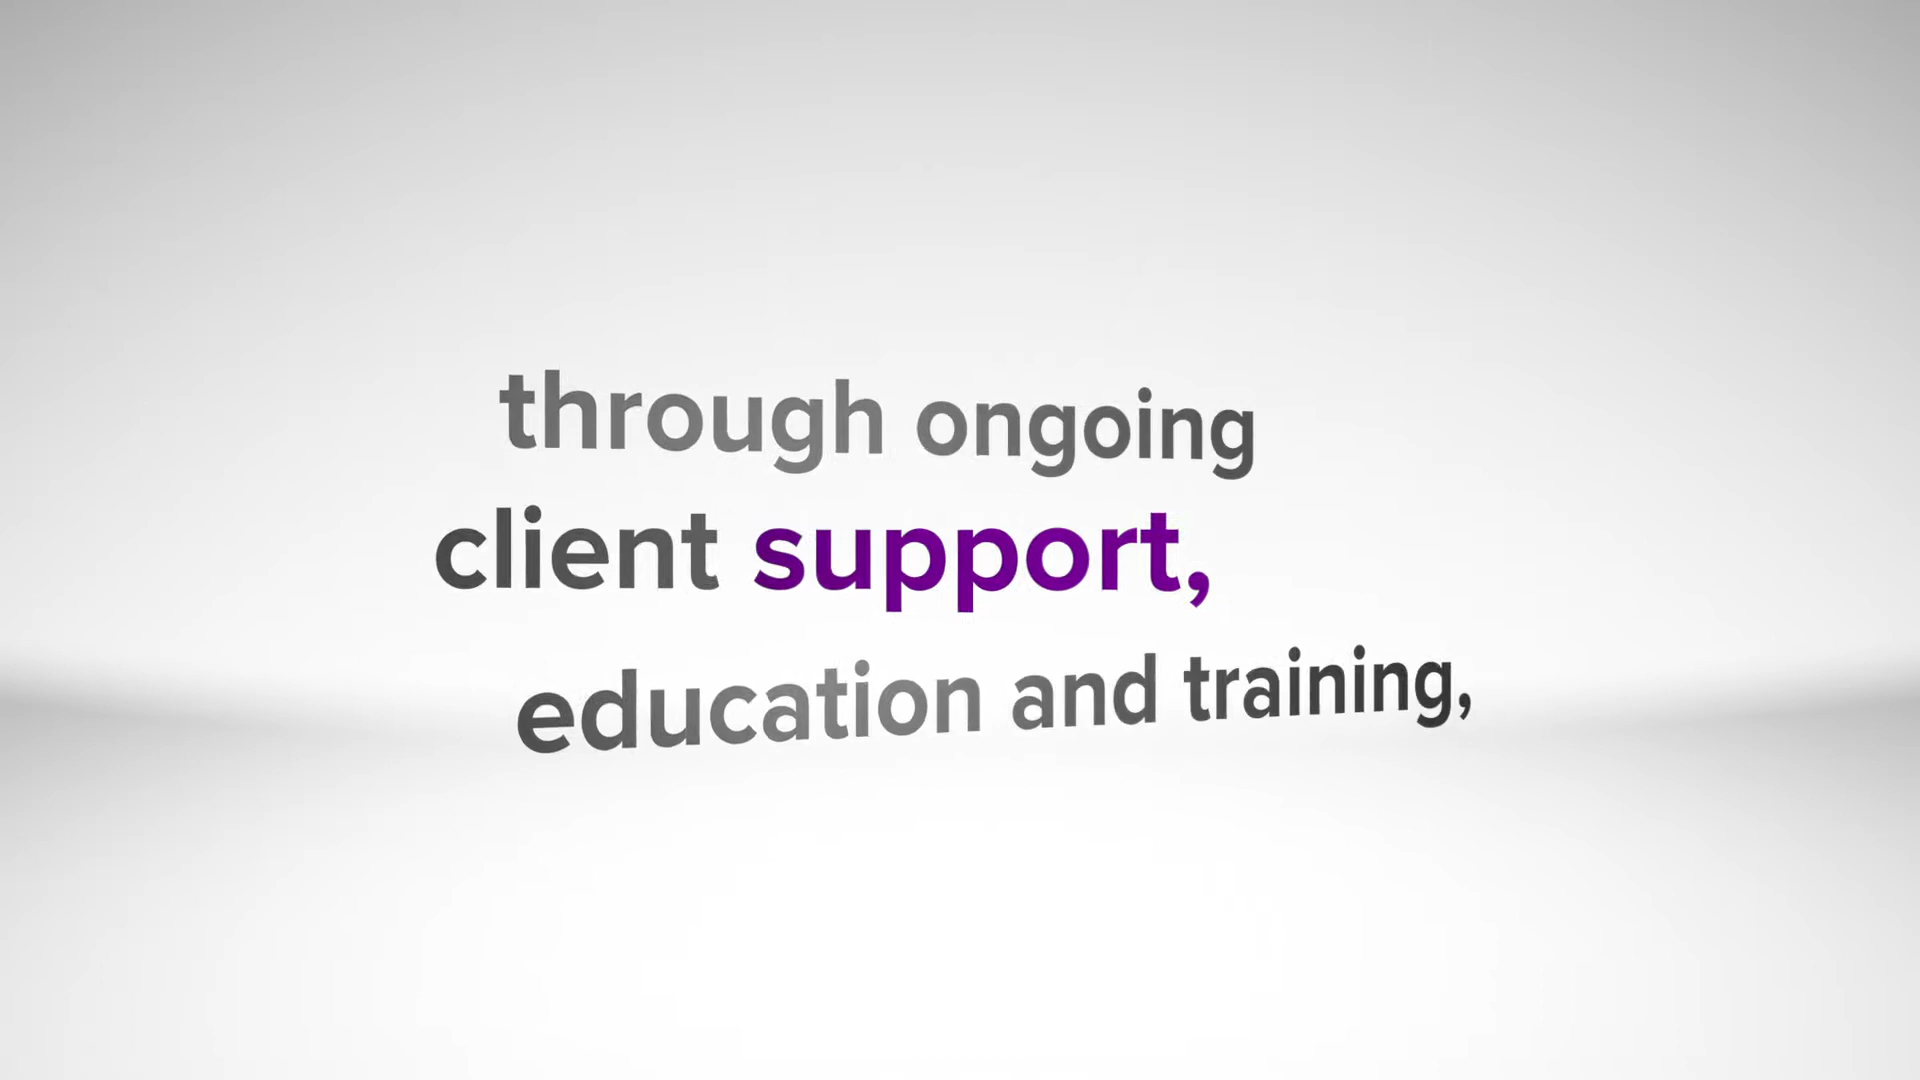 through ongoing
client support,
education and training,